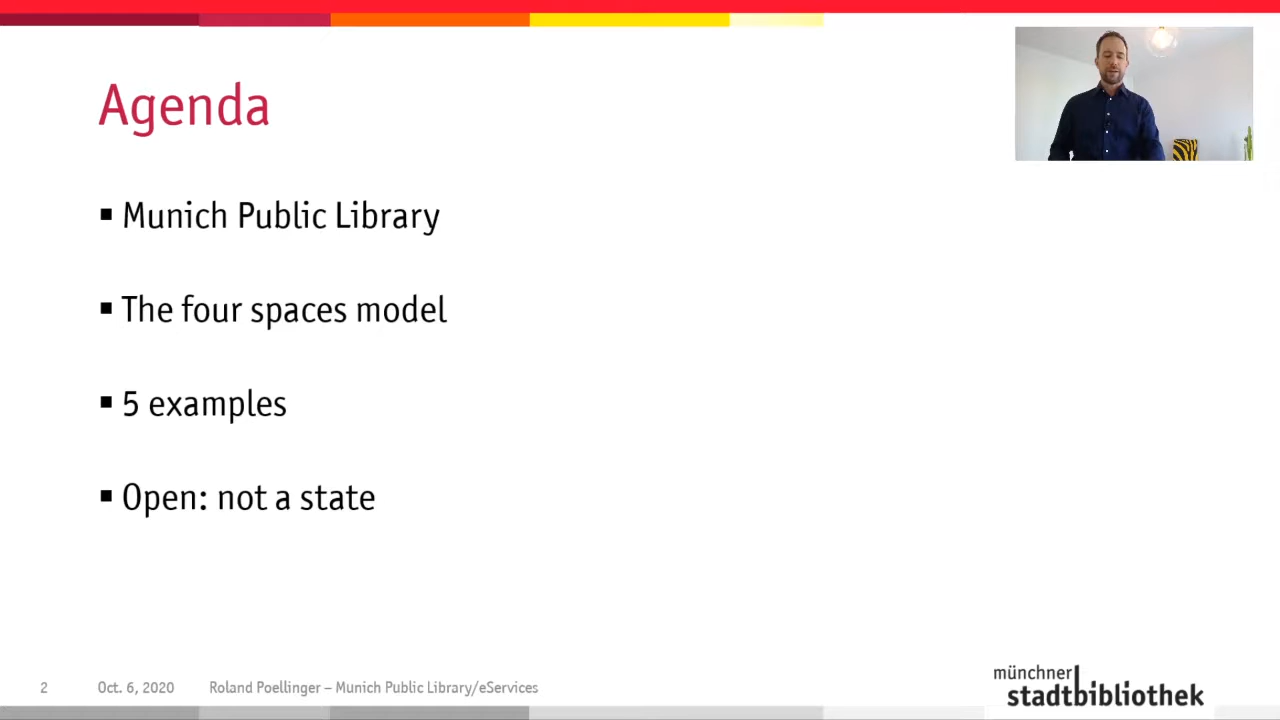 Agenda
▪ Munich Public Library
▪ The four spaces model
▪ 5 examples
▪ Open: not a state
2 Oct. 6, 2020 Roland Poellinger – Munich Public Library/eServices
münchner
stadtbibliothek